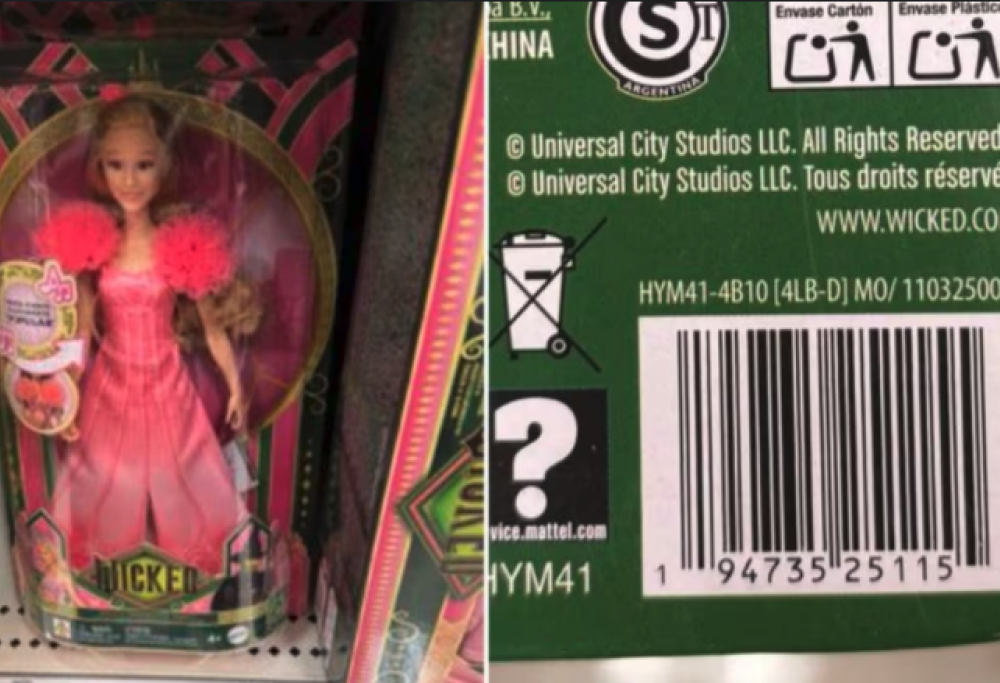 WICKED
a B.V.,
HINA
ARGENTINA
Envase Cartón
Envase Plástic
© Universal City Studios LLC. All Rights Reserved
© Universal City Studios LLC. Tous droits réservé
WWW.WICKED.CO
HYM41-4B10 [4LB-D] MO/ 11032500
vice.mattel.com
HYM41
1 94735 25115